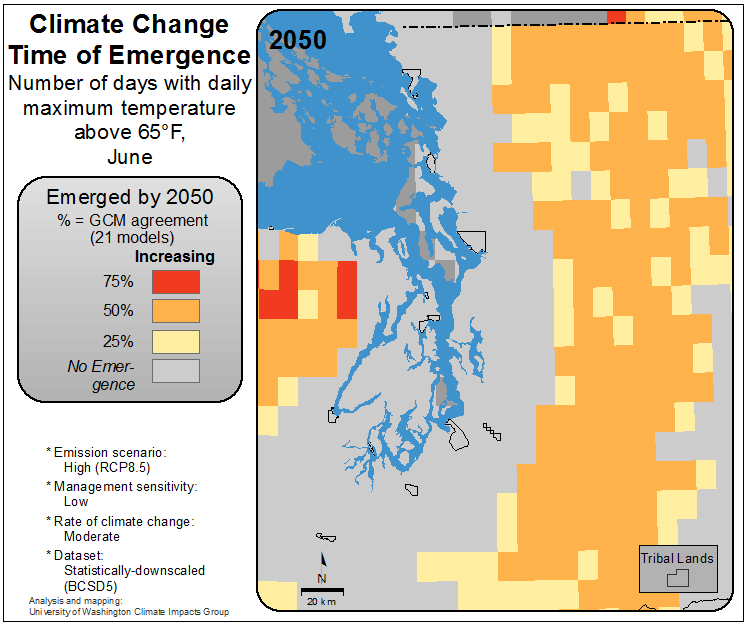 Climate Change
Time of Emergence
Number of days with daily
maximum temperature
above 65°F,
June
Emerged by 2050
% = GCM agreement
(21 models)
Increasing
75%
50%
25%
No Emer-
gence
* Emission scenario:
High (RCP8.5)
* Management sensitivity:
Low
* Rate of climate change:
Moderate
* Dataset:
Statistically-downscaled
(BCSD5)
Analysis and mapping:
University of Washington Climate Impacts Group
2050
N
20 km
Tribal Lands